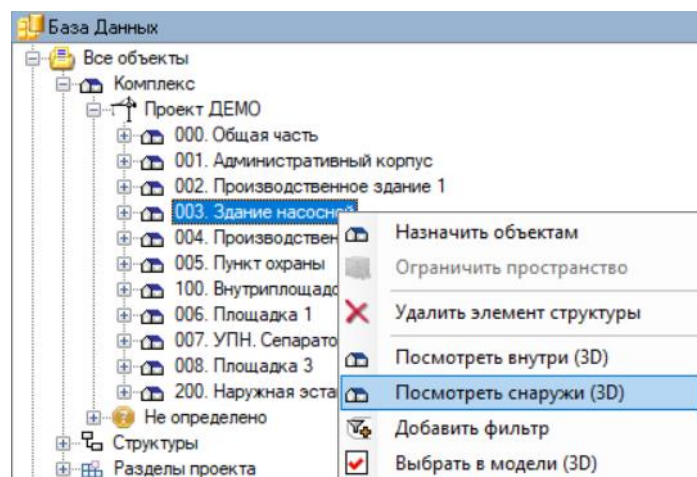 База Данных
Все объекты
Комплекс
Проект ДЕМО
000. Общая часть
001. Административный корпус
002. Производственное здание 1
003. Здание насосной
004. Производствен
005. Пункт охраны
100. Внутриплощадо
006. Площадка 1
007. УПН. Сепарато
008. Площадка 3
200. Наружная эста
Не определено
Структуры
Разделы проекта
Назначить объектам
Ограничить пространство
Удалить элемент структуры
Посмотреть внутри (3D)
Посмотреть снаружи (3D)
Добавить фильтр
Выбрать в модели (3D)